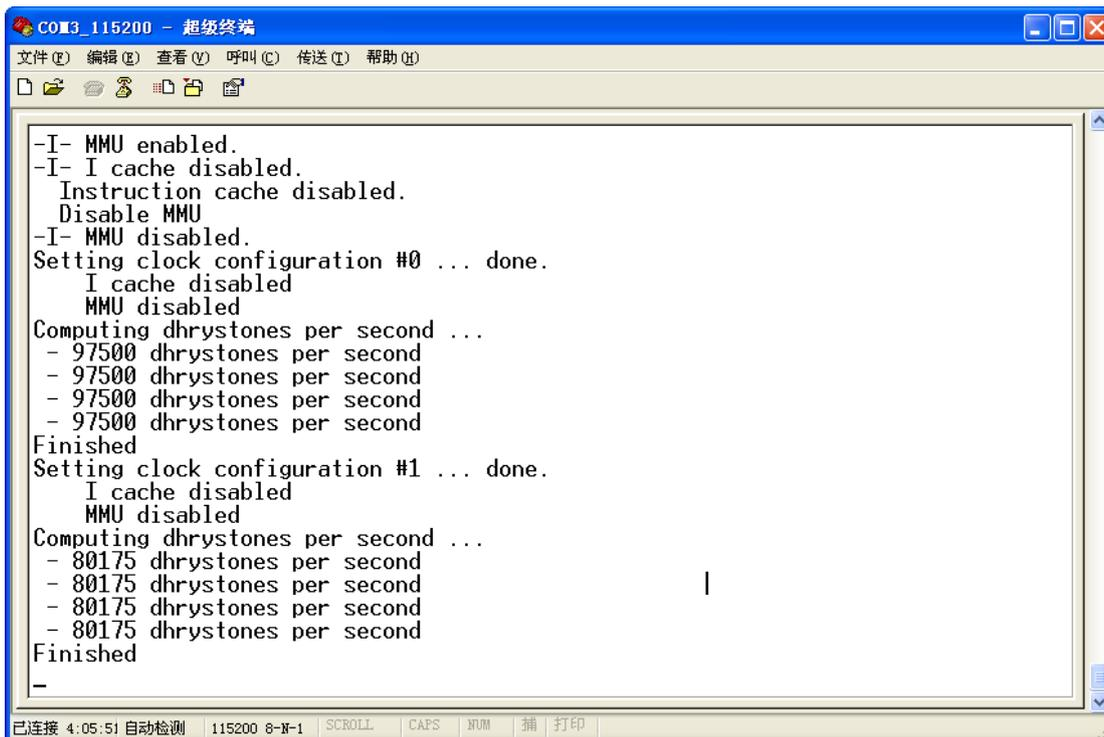 COM3_115200 - 超级终端
文件(F) 编辑(E) 查看(V) 呼叫(C) 传送(T) 帮助(H)
-I- MMU enabled.
-I- I cache disabled.
  Instruction cache disabled.
  Disable MMU
-I- MMU disabled.
Setting clock configuration #0 ... done.
    I cache disabled
    MMU disabled
Computing dhrystones per second ...
 - 97500 dhrystones per second
 - 97500 dhrystones per second
 - 97500 dhrystones per second
 - 97500 dhrystones per second
Finished
Setting clock configuration #1 ... done.
    I cache disabled
    MMU disabled
Computing dhrystones per second ...
 - 80175 dhrystones per second
 - 80175 dhrystones per second
 - 80175 dhrystones per second
 - 80175 dhrystones per second
Finished
_
已连接 4:05:51 自动检测 115200 8-N-1 SCROLL CAPS NUM 捕 打印